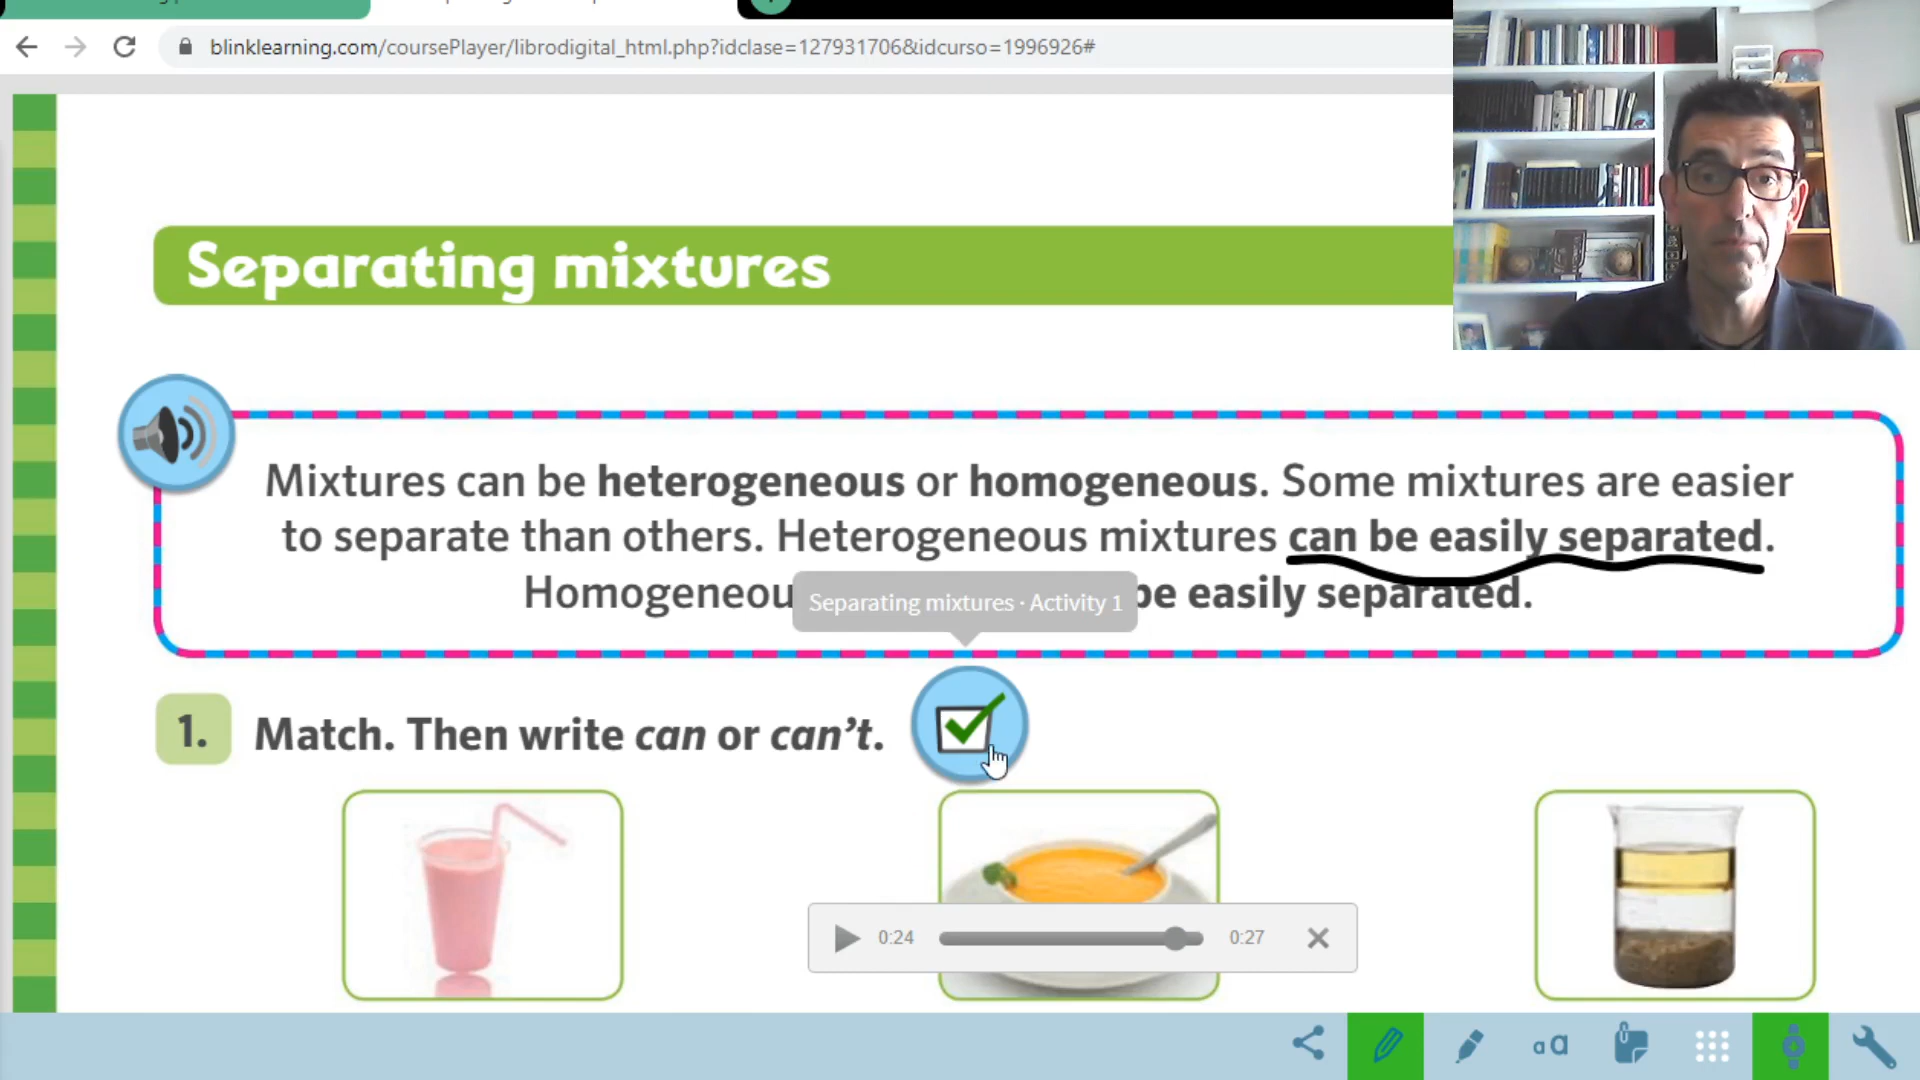 blinklearning.com/coursePlayer/librodigital_html.php?idclase=127931706&idcurso=1996926#
Separating mixtures
Mixtures can be heterogeneous or homogeneous. Some mixtures are easier
to separate than others. Heterogeneous mixtures can be easily separated.
Homogeneou be easily separated.
Separating mixtures · Activity 1
1. Match. Then write can or can't.
0:24 0:27
a a